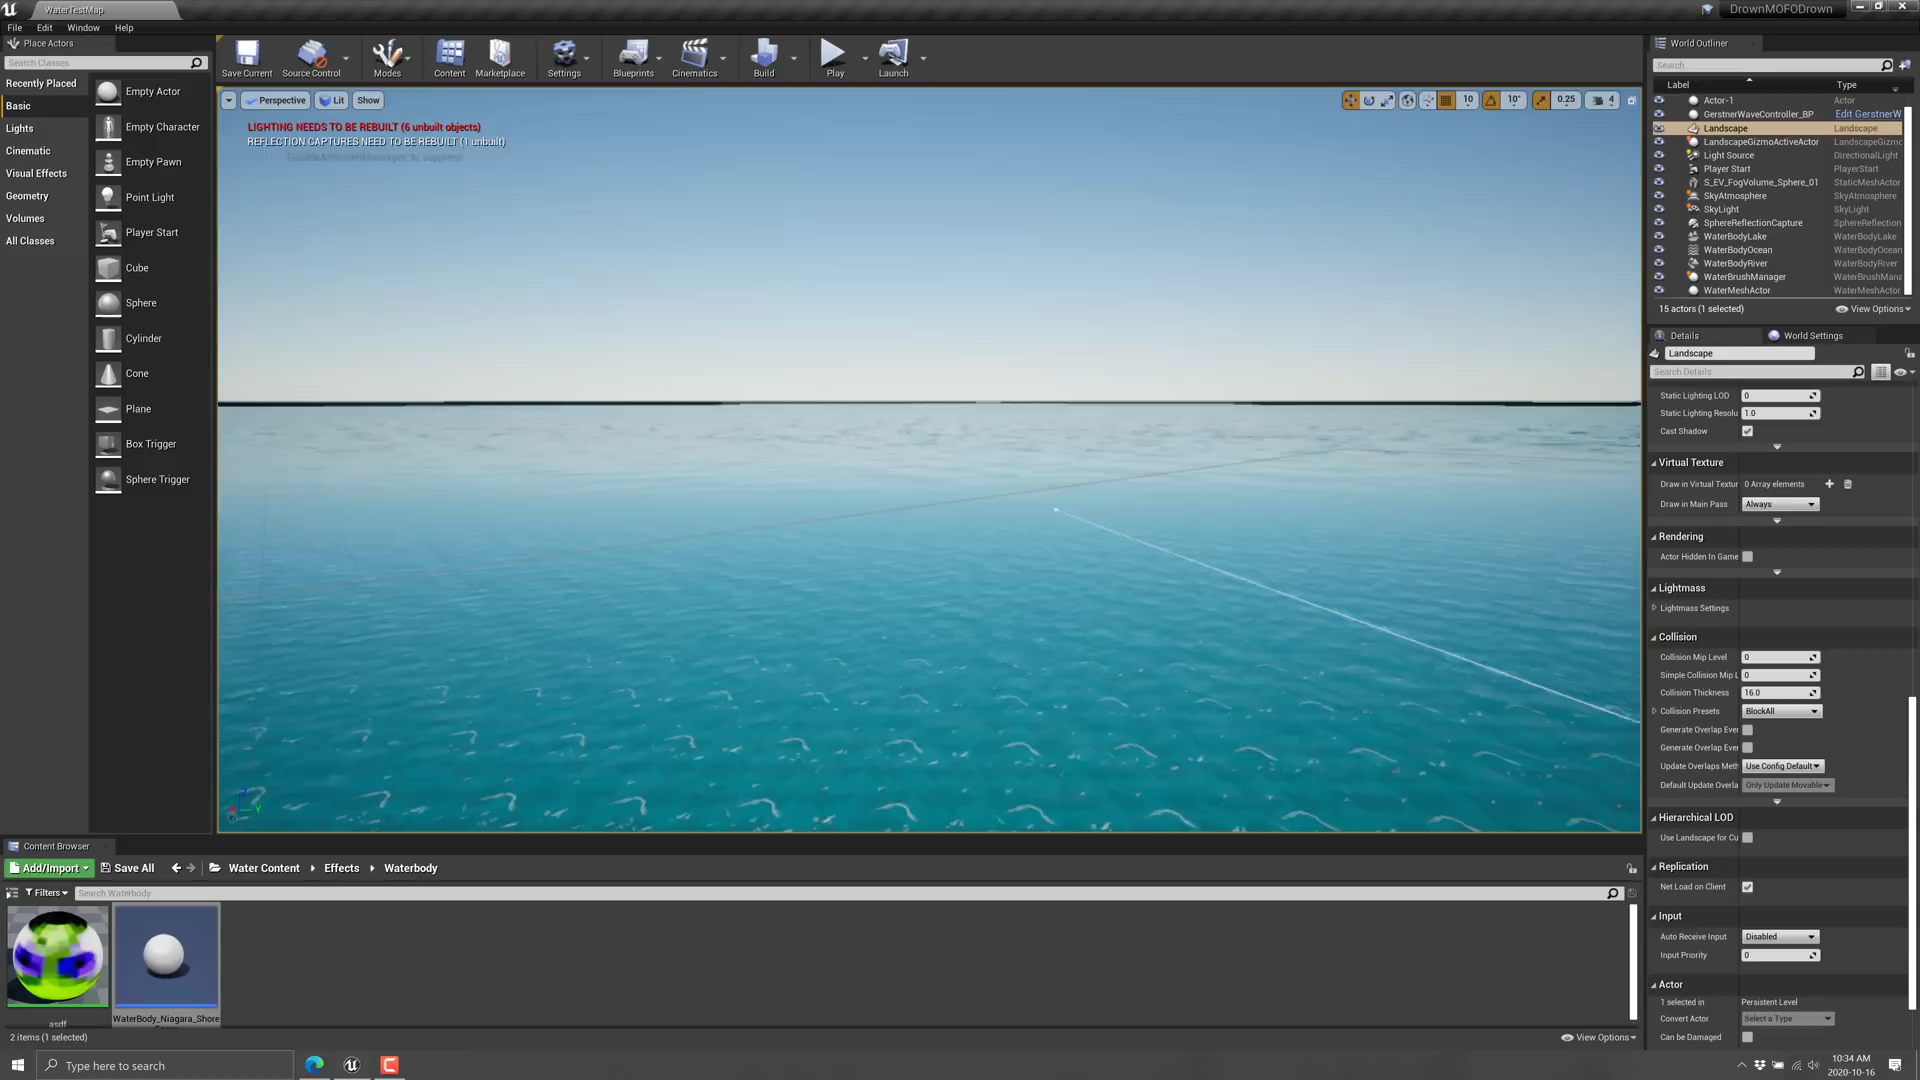 WaterTestMap
DrownMOFODrown
File Edit Window Help
Place Actors
Search Classes
Recently Placed
Basic
Lights
Cinematic
Visual Effects
Geometry
Volumes
All Classes
Empty Actor
Empty Character
Empty Pawn
Point Light
Player Start
Cube
Sphere
Cylinder
Cone
Plane
Box Trigger
Sphere Trigger
Save Current
Source Control
Modes
Content
Marketplace
Settings
Blueprints
Cinematics
Build
Play
Launch
Perspective Lit Show
10 10° 0.25 4
LIGHTING NEEDS TO BE REBUILT (6 unbuilt objects)
REFLECTION CAPTURES NEED TO BE REBUILT (1 unbuilt)
Z
Y
World Outliner
Search...
Label Type
Actor-1 Actor
GerstnerWaveController_BP Edit GerstnerW
Landscape Landscape
LandscapeGizmoActiveActor LandscapeGizmo
Light Source DirectionalLight
Player Start PlayerStart
S_EV_FogVolume_Sphere_01 StaticMeshActor
SkyAtmosphere SkyAtmosphere
SkyLight SkyLight
SphereReflectionCapture SphereReflection
WaterBodyLake WaterBodyLake
WaterBodyOcean WaterBodyOcean
WaterBodyRiver WaterBodyRiver
WaterBrushManager WaterBrushMana
WaterMeshActor WaterMeshActor
15 actors (1 selected) View Options
Details World Settings
Landscape
Search Details
Static Lighting LOD 0
Static Lighting Resolu 1.0
Cast Shadow
Virtual Texture
Draw in Virtual Textur 0 Array elements
Draw in Main Pass Always
Rendering
Actor Hidden In Game
Lightmass
Lightmass Settings
Collision
Collision Mip Level 0
Simple Collision Mip L 0
Collision Thickness 16.0
Collision Presets BlockAll
Generate Overlap Ever
Generate Overlap Ever
Update Overlaps Meth Use Config Default
Default Update Overla Only Update Movable
Hierarchical LOD
Use Landscape for Cu
Replication
Net Load on Client
Input
Auto Receive Input Disabled
Input Priority 0
Actor
1 selected in Persistent Level
Convert Actor Select a Type
Can be Damaged
Content Browser
Add/Import Save All Water Content Effects Waterbody
Filters Search Waterbody
asdf
WaterBody_Niagara_Shore
2 items (1 selected) View Options
Type here to search
10:34 AM
2020-10-16